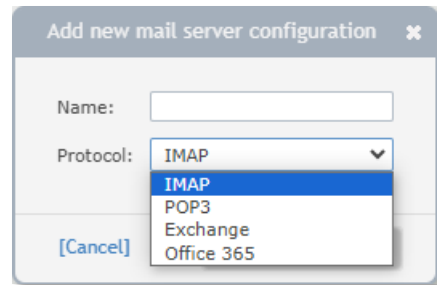 Add new mail server configuration
Name:
Protocol: IMAP
IMAP
POP3
Exchange
[Cancel] Office 365